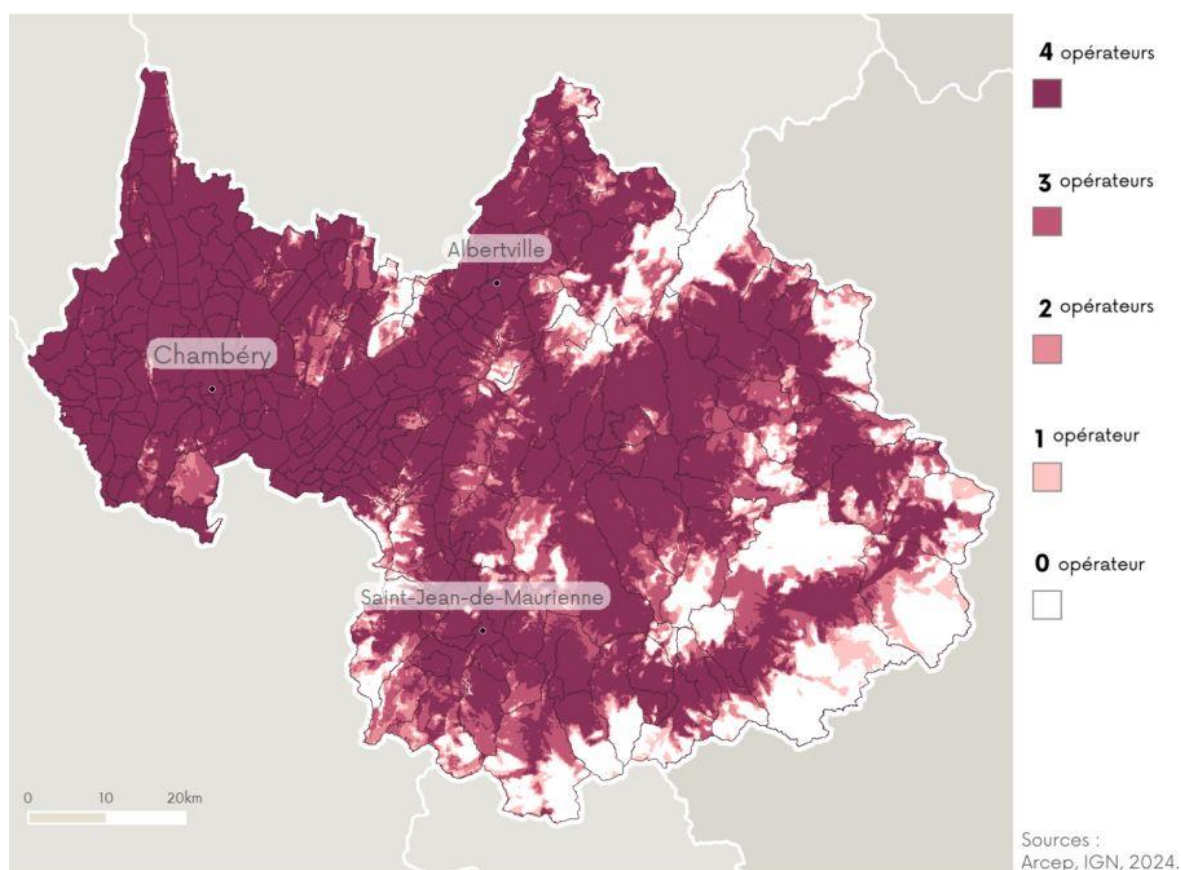 4 opérateurs
3 opérateurs
2 opérateurs
1 opérateur
0 opérateur
Albertville
Chambéry
Saint-Jean-de-Maurienne
0 10 20km
Sources :
Arcep, IGN, 2024.